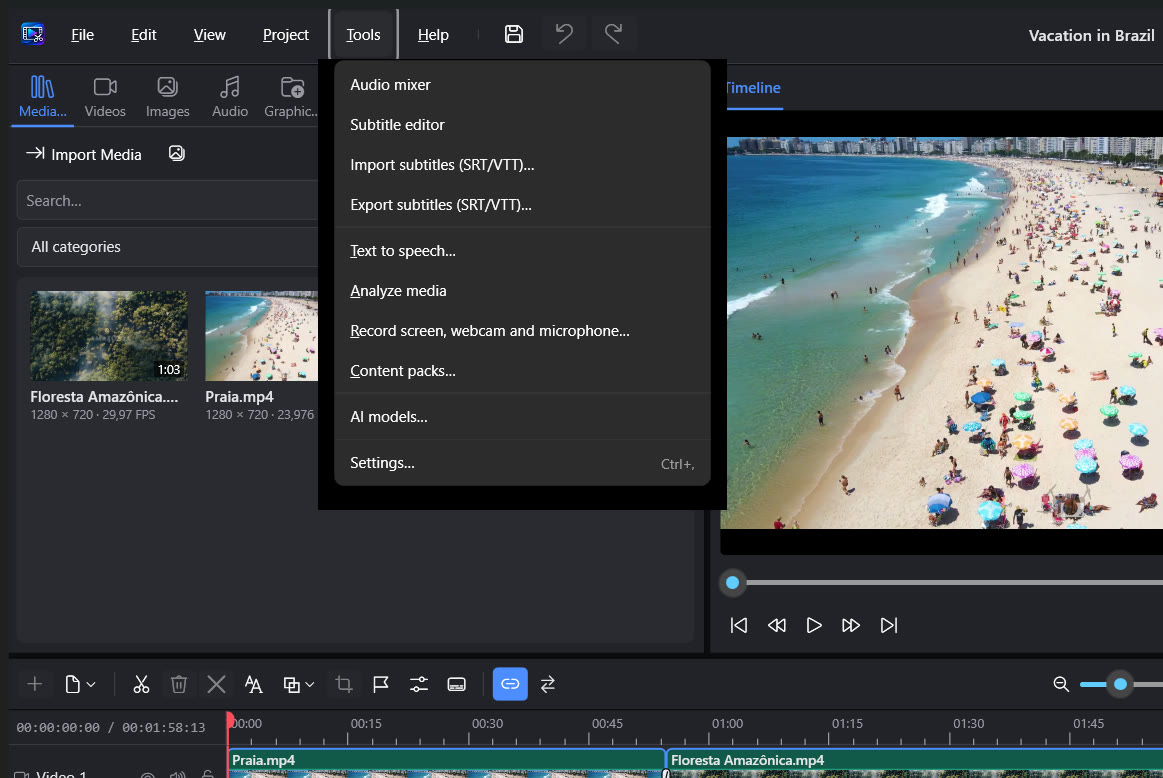 File Edit View Project Tools Help
Vacation in Brazil
Media... Videos Images Audio Graphic...
Import Media
Search...
All categories
1:03
Floresta Amazônica....
1280 × 720 · 29,97 FPS
Praia.mp4
1280 × 720 · 23,976
Audio mixer
Subtitle editor
Import subtitles (SRT/VTT)...
Export subtitles (SRT/VTT)...
Text to speech...
Analyze media
Record screen, webcam and microphone...
Content packs...
AI models...
Settings... Ctrl+,
Timeline
00:00:00:00 / 00:01:58:13
00:00 00:15 00:30 00:45 01:00 01:15 01:30 01:45
Video 1
Praia.mp4
Floresta Amazônica.mp4